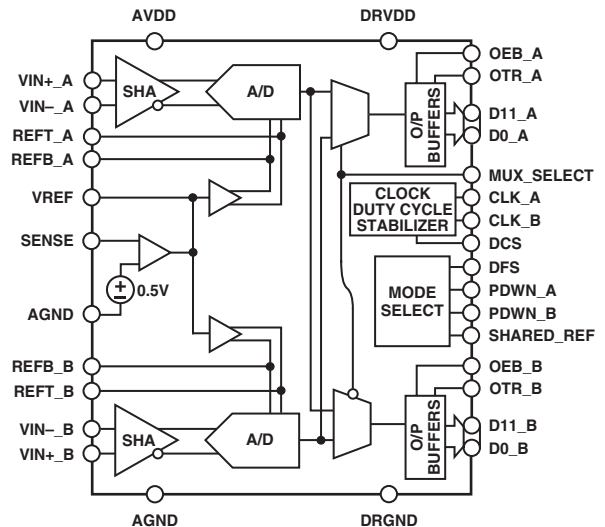 AVDD
DRVDD
VIN+_A
VIN–_A
REFT_A
REFB_A
VREF
SENSE
AGND
REFB_B
REFT_B
VIN–_B
VIN+_B
SHA
A/D
0.5V
SHA
A/D
O/P
BUFFERS
CLOCK
DUTY CYCLE
STABILIZER
MODE
SELECT
O/P
BUFFERS
OEB_A
OTR_A
D11_A
D0_A
MUX_SELECT
CLK_A
CLK_B
DCS
DFS
PDWN_A
PDWN_B
SHARED_REF
OEB_B
OTR_B
D11_B
D0_B
AGND
DRGND